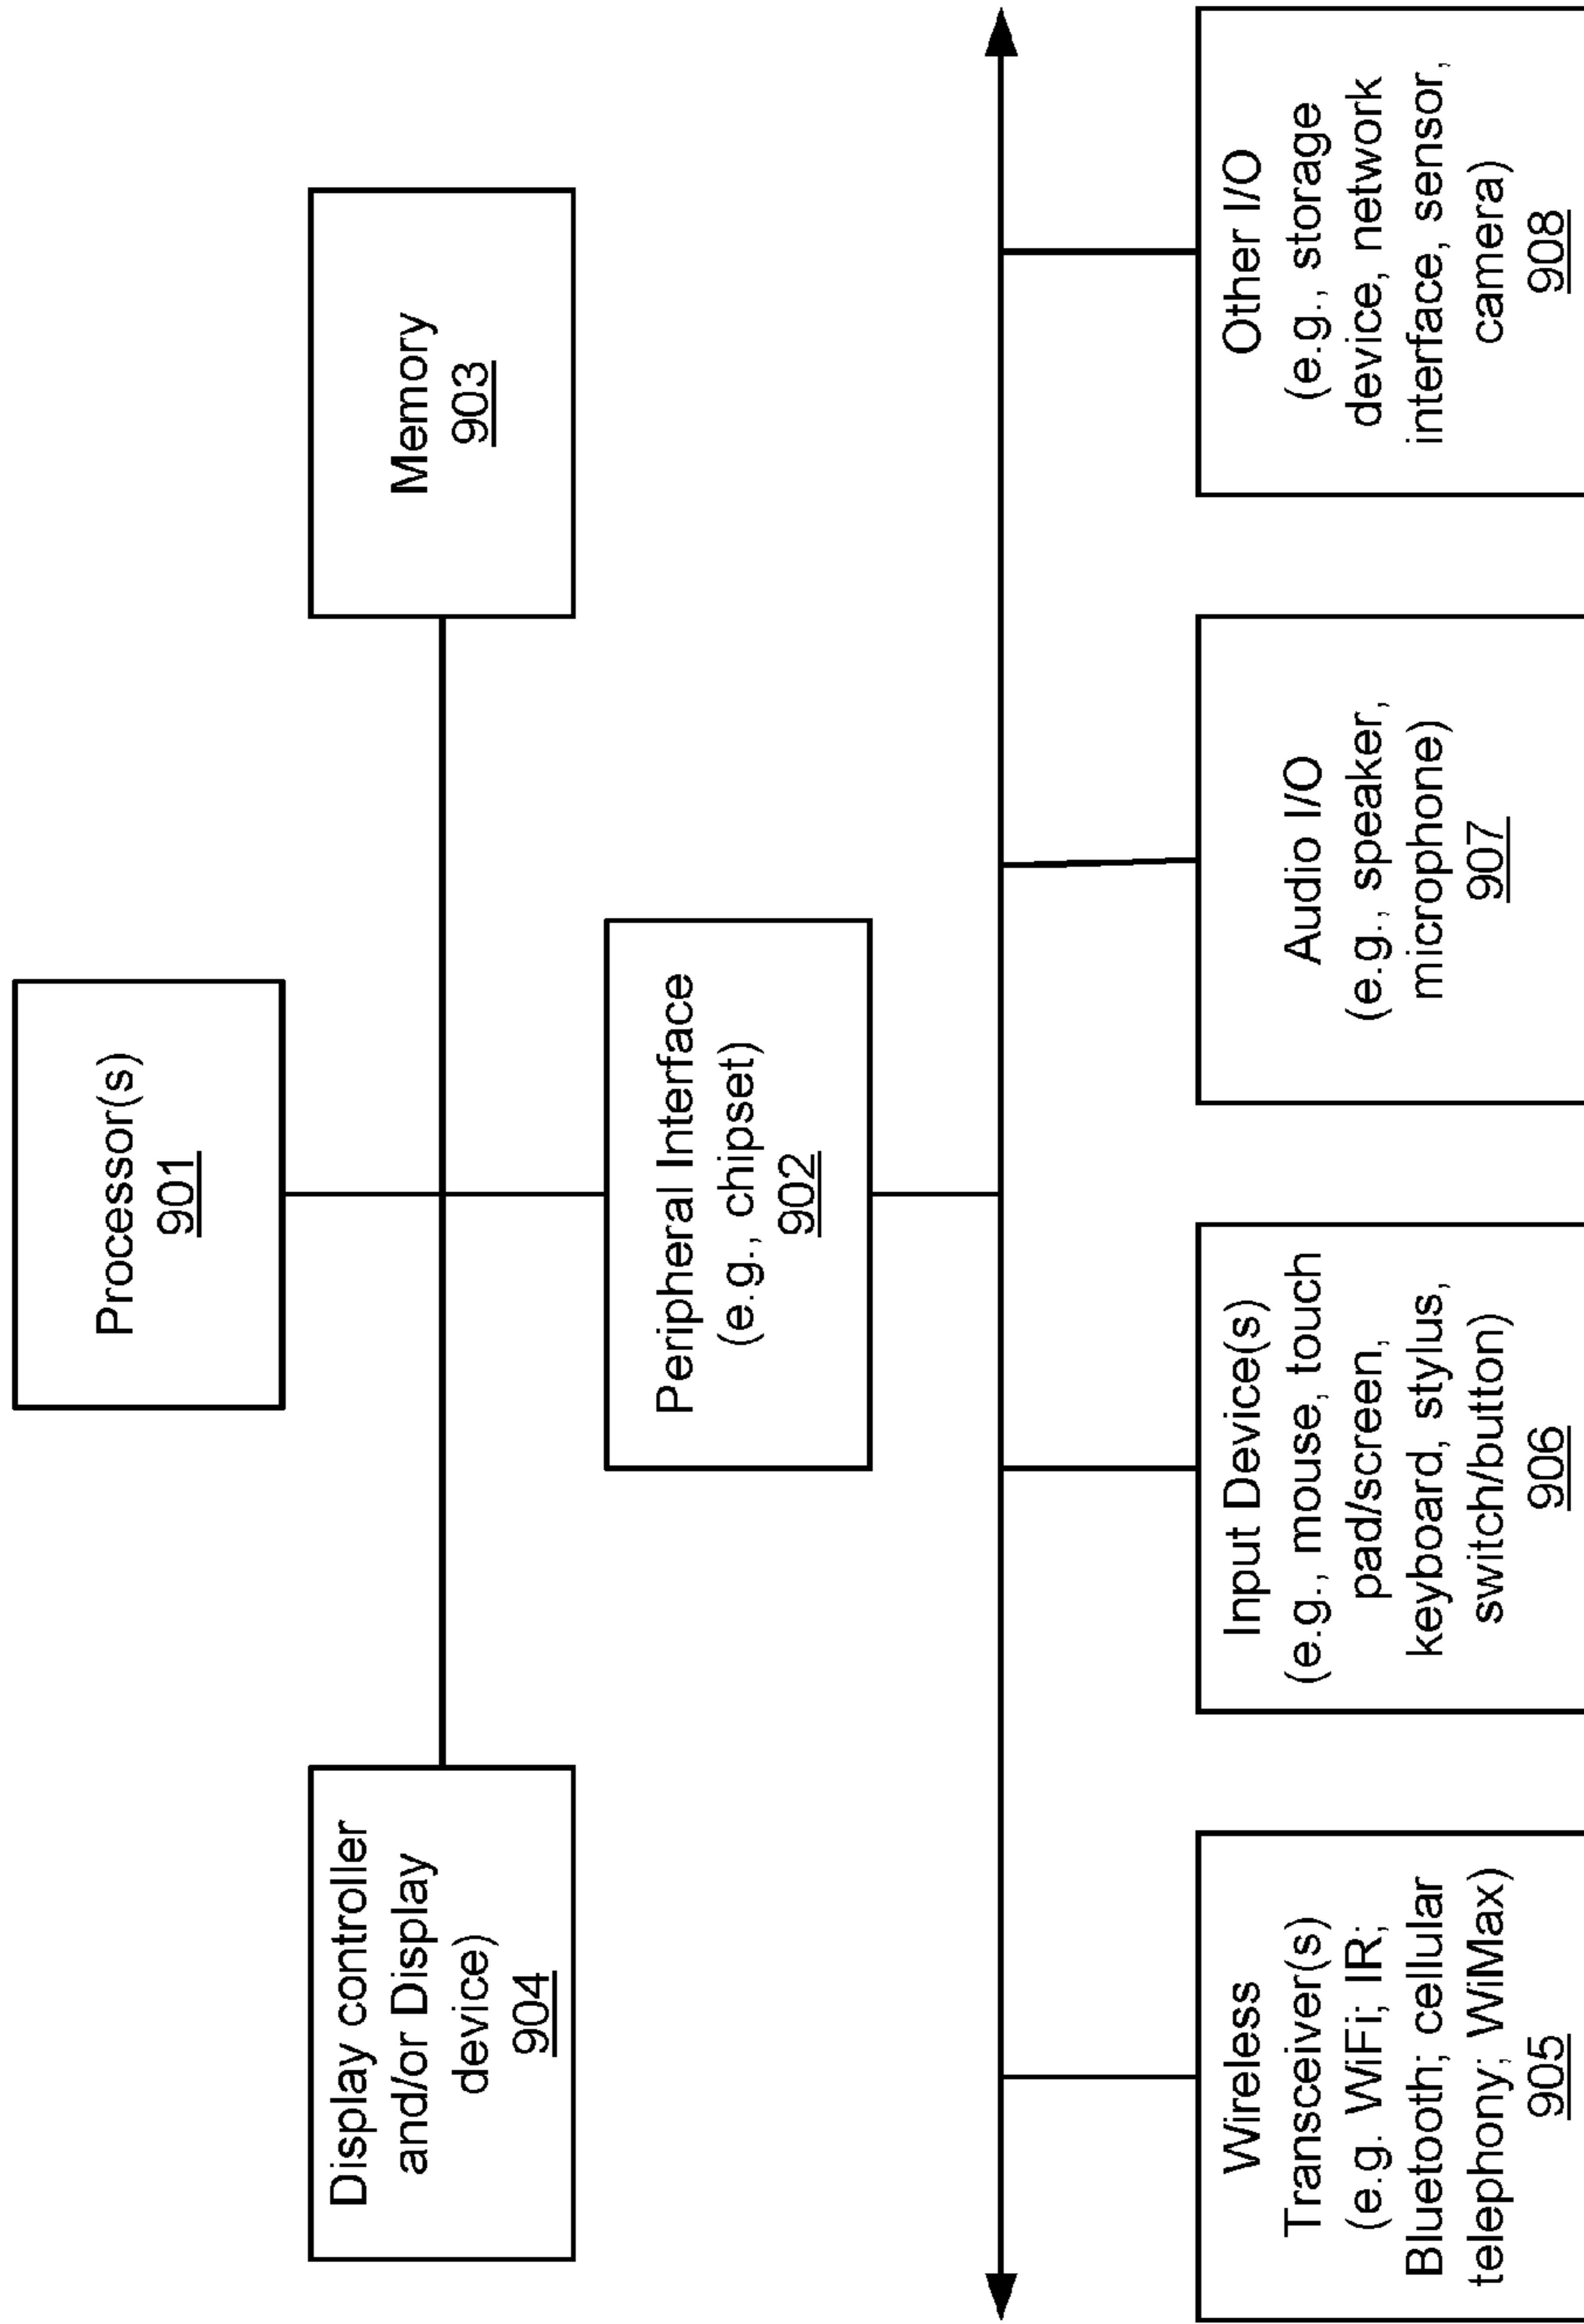 Processor(s)
901
Display controller
and/or Display
device)
904
Memory
903
Peripheral Interface
(e.g., chipset)
902
Wireless
Transceiver(s)
(e.g. WiFi; IR;
Bluetooth; cellular
telephony; WiMax)
905
Input Device(s)
(e.g., mouse, touch
pad/screen,
keyboard, stylus,
switch/button)
906
Audio I/O
(e.g., speaker,
microphone)
907
Other I/O
(e.g., storage
device, network
interface, sensor,
camera)
908